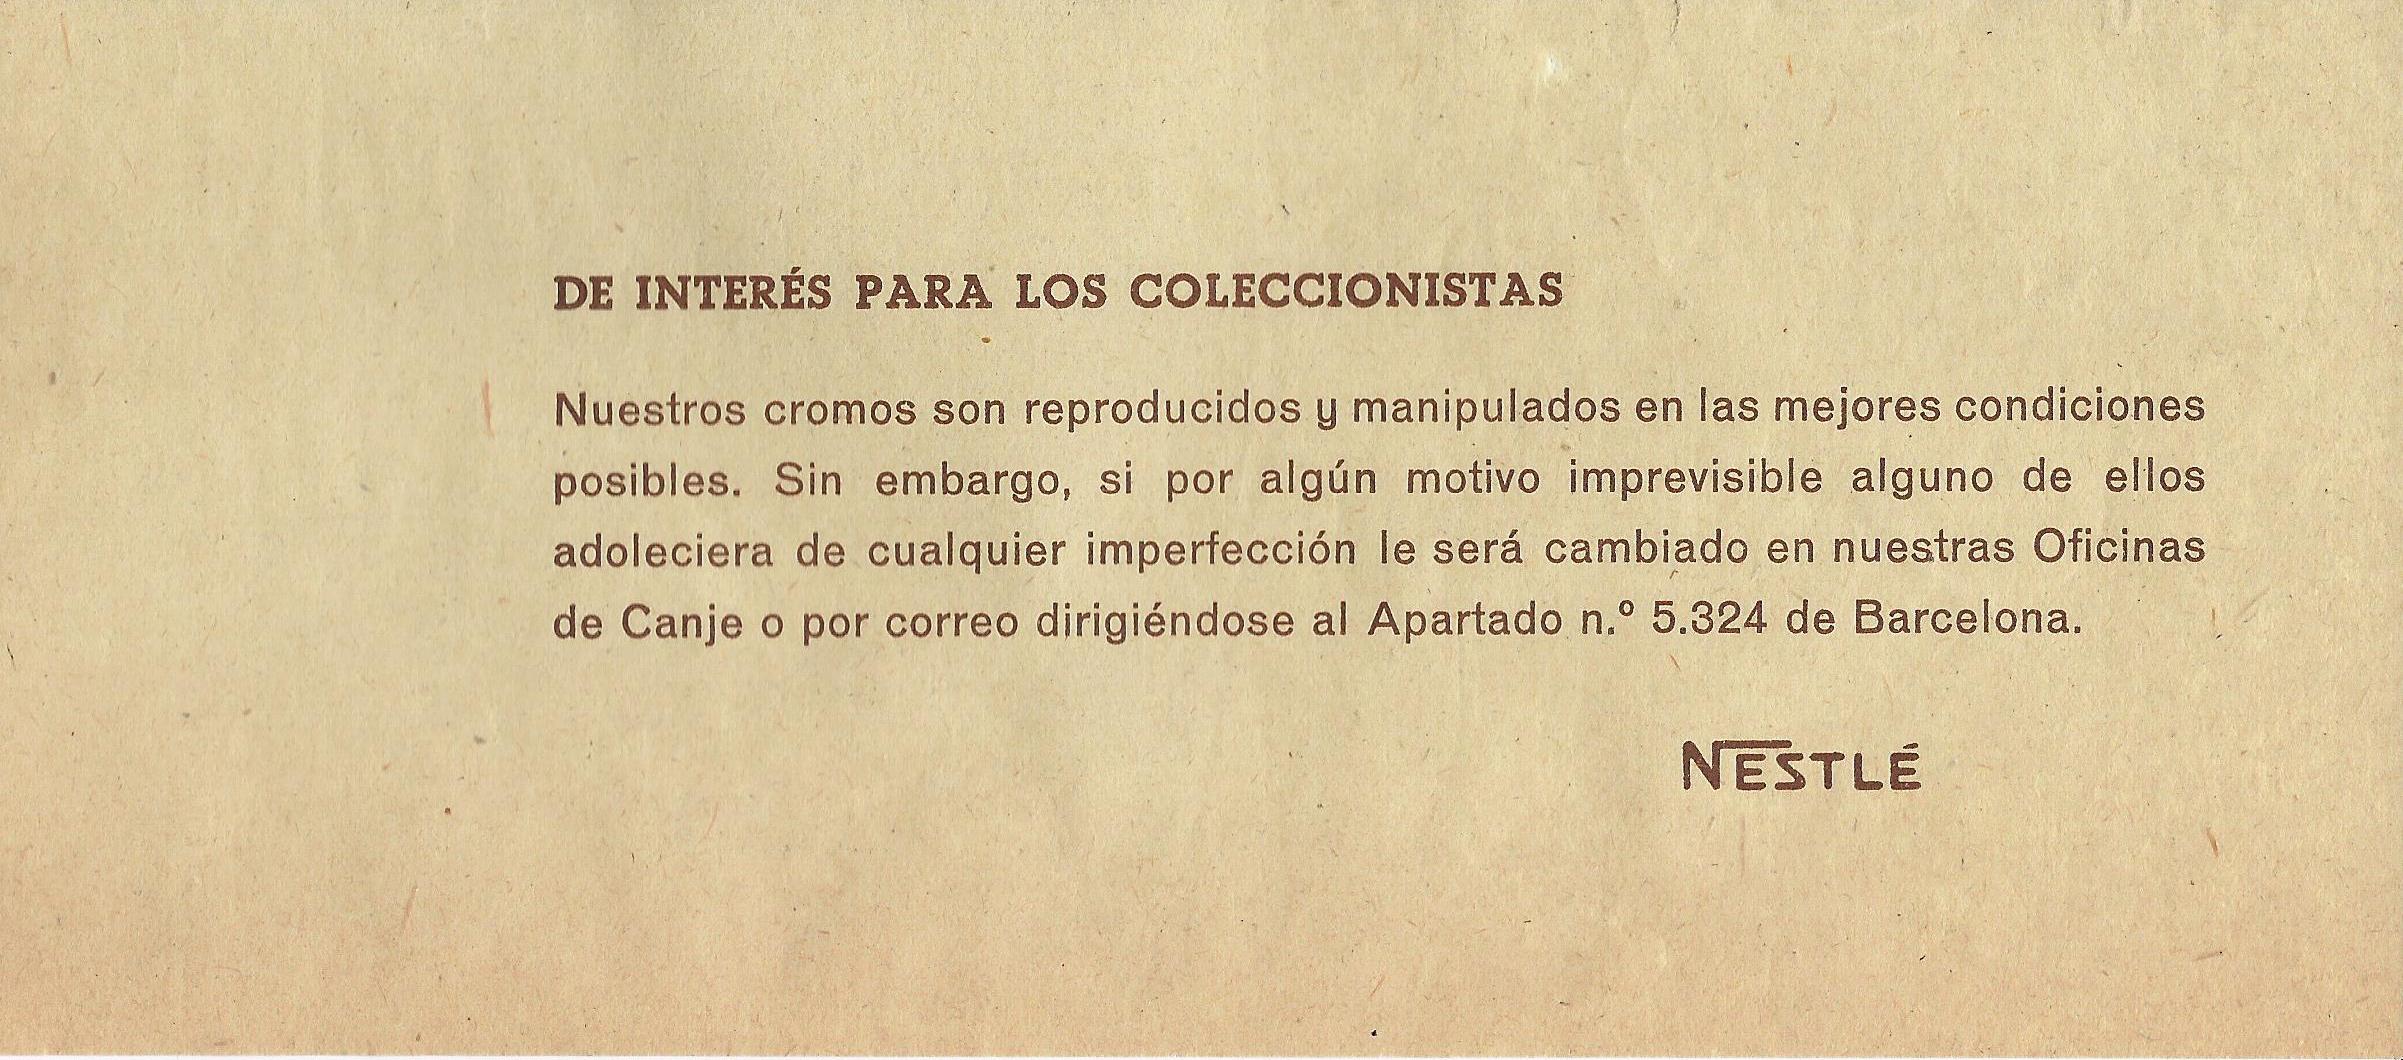 DE INTERÉS PARA LOS COLECCIONISTAS
Nuestros cromos son reproducidos y manipulados en las mejores condiciones
posibles. Sin embargo, si por algún motivo imprevisible alguno de ellos
adoleciera de cualquier imperfección le será cambiado en nuestras Oficinas
de Canje o por correo dirigiéndose al Apartado n.º 5.324 de Barcelona.
NESTLÉ